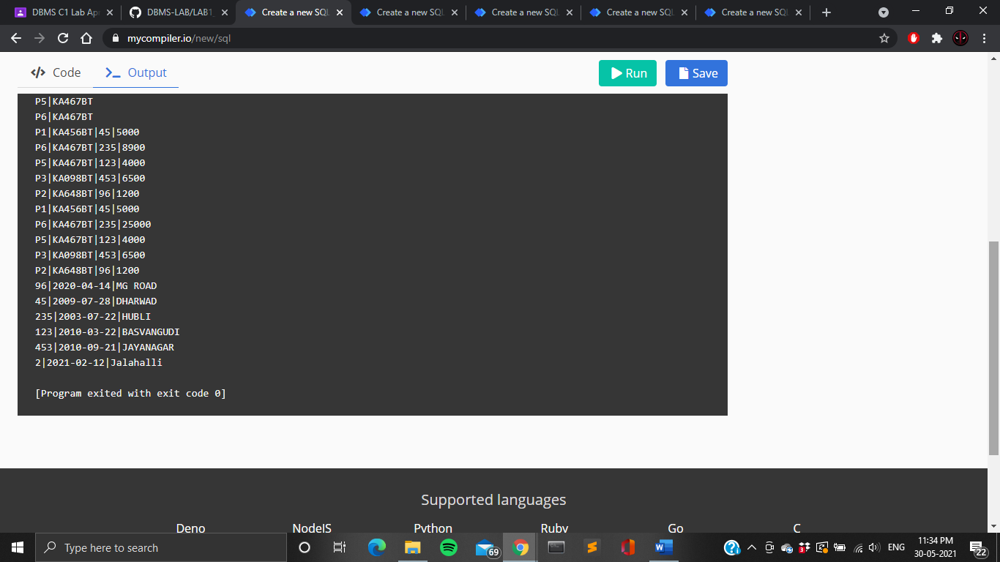 DBMS C1 Lab Ap
DBMS-LAB/LAB1_
Create a new SQL
Create a new SQL
Create a new SQL
Create a new SQL
Create a new SQL
mycompiler.io/new/sql
Code
Output
Run
Save
P5|KA467BT
P6|KA467BT
P1|KA456BT|45|5000
P6|KA467BT|235|8900
P5|KA467BT|123|4000
P3|KA098BT|453|6500
P2|KA648BT|96|1200
P1|KA456BT|45|5000
P6|KA467BT|235|25000
P5|KA467BT|123|4000
P3|KA098BT|453|6500
P2|KA648BT|96|1200
96|2020-04-14|MG ROAD
45|2009-07-28|DHARWAD
235|2003-07-22|HUBLI
123|2010-03-22|BASVANGUDI
453|2010-09-21|JAYANAGAR
2|2021-02-12|Jalahalli
[Program exited with exit code 0]
Supported languages
Deno NodeJS Python Ruby Go C
Type here to search
69
3
ENG
11:34 PM
30-05-2021
22